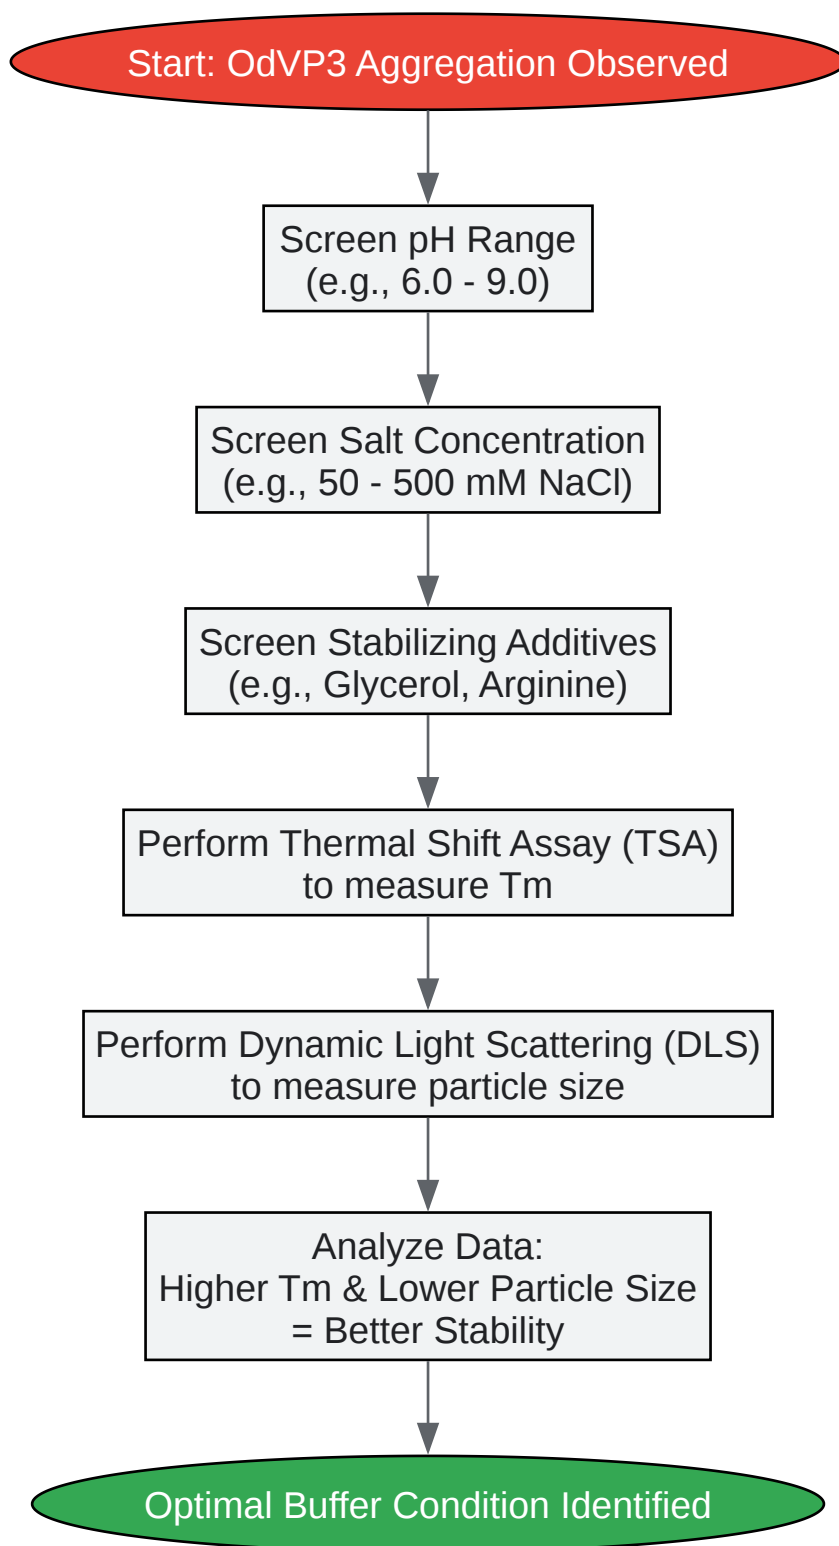 Start: OdVP3 Aggregation Observed
Screen pH Range
(e.g., 6.0 - 9.0)
Screen Salt Concentration
(e.g., 50 - 500 mM NaCl)
Screen Stabilizing Additives
(e.g., Glycerol, Arginine)
Perform Thermal Shift Assay (TSA)
to measure Tm
Perform Dynamic Light Scattering (DLS)
to measure particle size
Analyze Data:
Higher Tm & Lower Particle Size
= Better Stability
Optimal Buffer Condition Identified